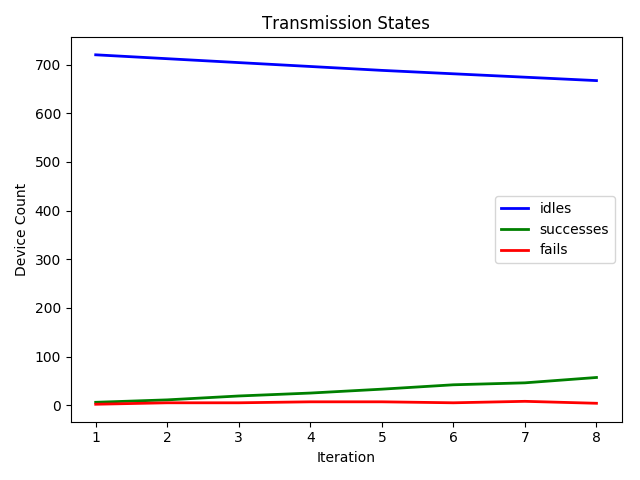 Transmission States
Device Count
700
600
500
400
300
200
100
0
idles
successes
fails
1 2 3 4 5 6 7 8
Iteration